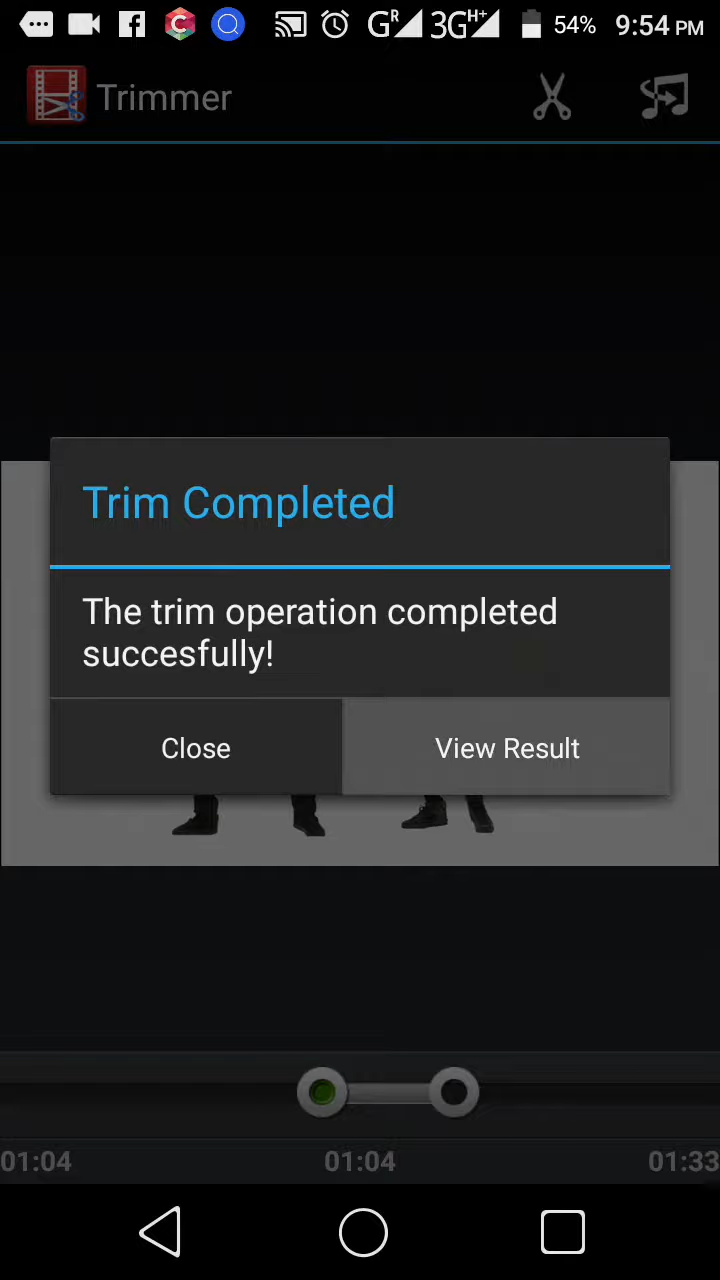 G R 3G H+ 54% 9:54 PM
Trimmer
Trim Completed
The trim operation completed
succesfully!
Close View Result
01:04 01:04 01:33